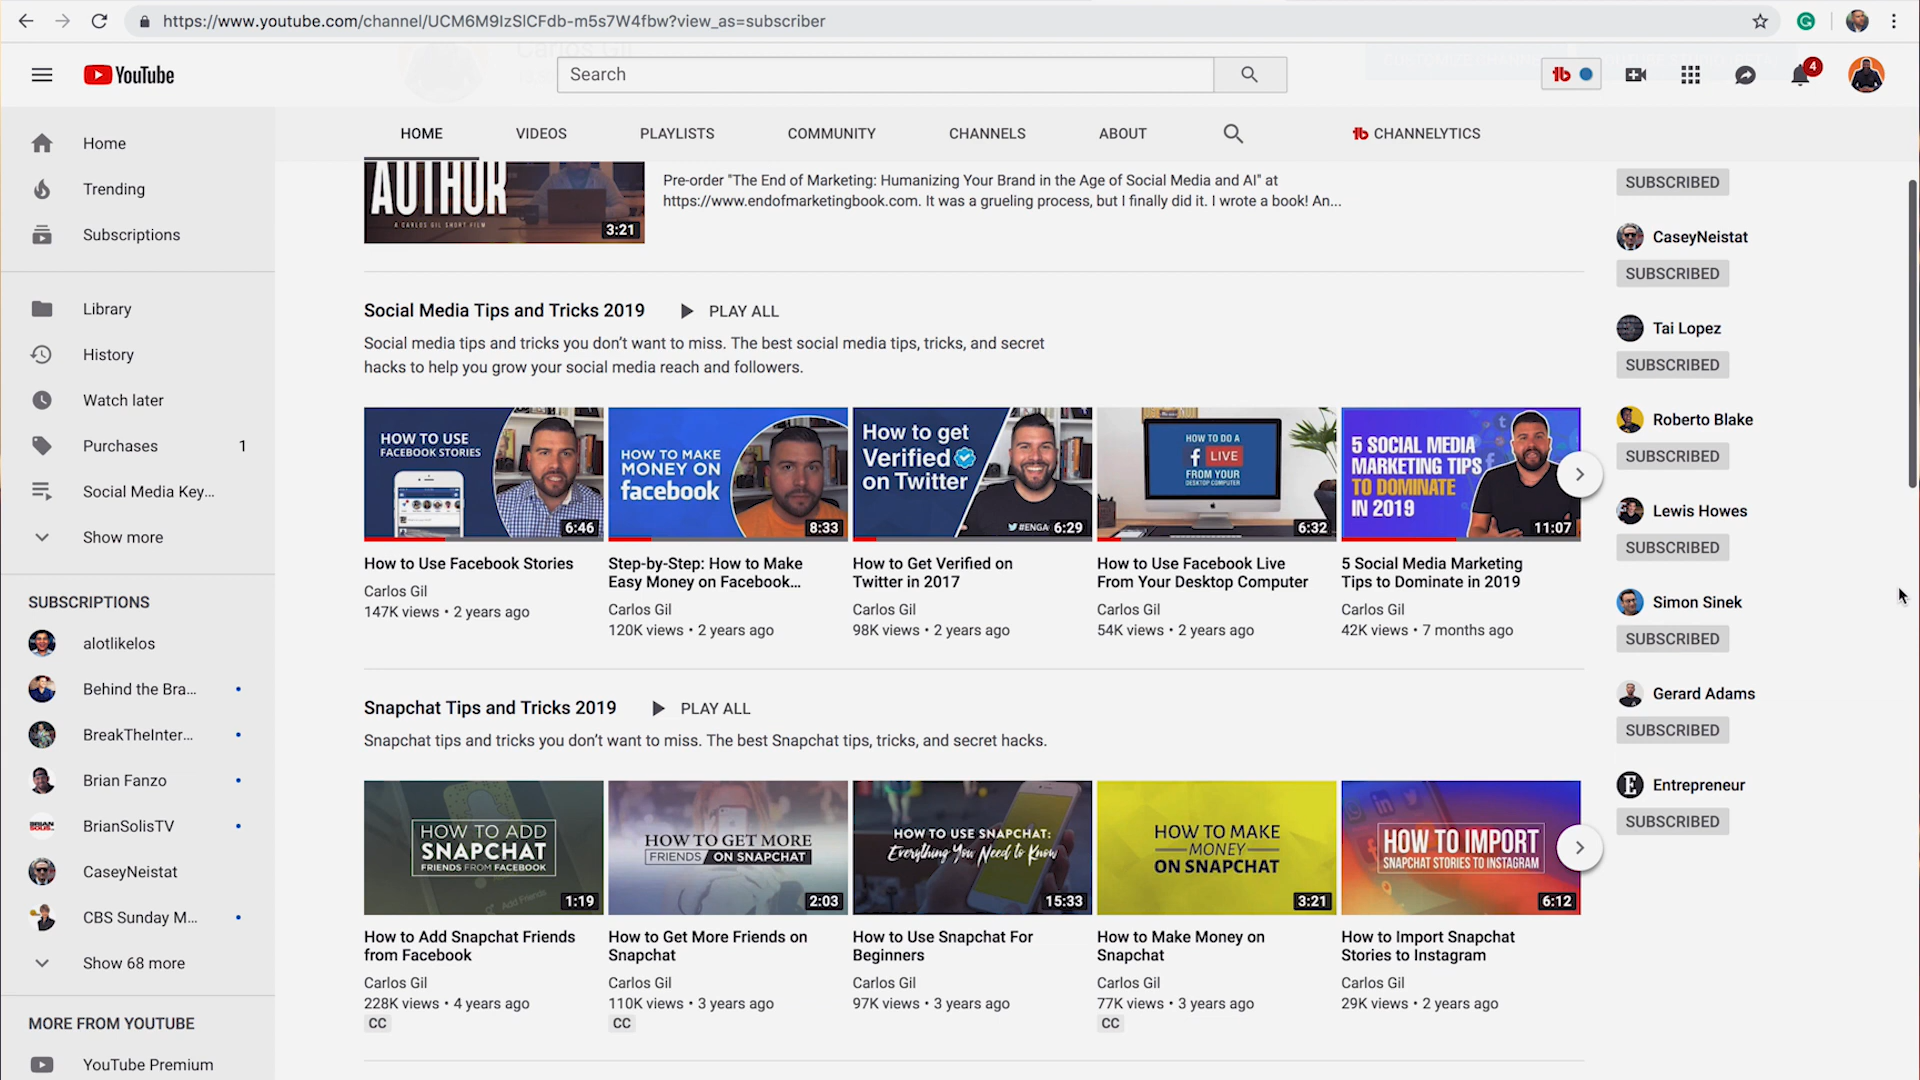 https://www.youtube.com/channel/UCM6M9IzSlCFdb-m5s7W4fbw?view_as=subscriber
Carlos Gil
YouTube
Search
tb
4
HOME
VIDEOS
PLAYLISTS
COMMUNITY
CHANNELS
ABOUT
tb CHANNELYTICS
Home
Trending
Subscriptions
Library
History
Watch later
Purchases 1
Social Media Key...
Show more
SUBSCRIPTIONS
alotlikelos
Behind the Bra...
BreakTheInter...
Brian Fanzo
BrianSolisTV
CaseyNeistat
CBS Sunday M...
Show 68 more
MORE FROM YOUTUBE
YouTube Premium
AUTHOR
A CARLOS GIL SHORT FILM
3:21
Pre-order "The End of Marketing: Humanizing Your Brand in the Age of Social Media and AI" at
https://www.endofmarketingbook.com. It was a grueling process, but I finally did it. I wrote a book! An...
Social Media Tips and Tricks 2019
PLAY ALL
Social media tips and tricks you don't want to miss. The best social media tips, tricks, and secret
hacks to help you grow your social media reach and followers.
HOW TO USE
FACEBOOK STORIES
6:46
How to Use Facebook Stories
Carlos Gil
147K views • 2 years ago
HOW TO MAKE
MONEY ON
facebook
8:33
Step-by-Step: How to Make
Easy Money on Facebook...
Carlos Gil
120K views • 2 years ago
How to get
Verified
on Twitter
#ENGA
6:29
How to Get Verified on
Twitter in 2017
Carlos Gil
98K views • 2 years ago
HOW TO DO A
f LIVE
FROM YOUR
DESKTOP COMPUTER
6:32
How to Use Facebook Live
From Your Desktop Computer
Carlos Gil
54K views • 2 years ago
5 SOCIAL MEDIA
MARKETING TIPS
TO DOMINATE
IN 2019
11:07
5 Social Media Marketing
Tips to Dominate in 2019
Carlos Gil
42K views • 7 months ago
Snapchat Tips and Tricks 2019
PLAY ALL
Snapchat tips and tricks you don't want to miss. The best Snapchat tips, tricks, and secret hacks.
HOW TO ADD
SNAPCHAT
FRIENDS FROM FACEBOOK
Add Friends
1:19
How to Add Snapchat Friends
from Facebook
Carlos Gil
228K views • 4 years ago
CC
HOW TO GET MORE
FRIENDS ON SNAPCHAT
2:03
How to Get More Friends on
Snapchat
Carlos Gil
110K views • 3 years ago
CC
HOW TO USE SNAPCHAT:
Everything You Need to Know
15:33
How to Use Snapchat For
Beginners
Carlos Gil
97K views • 3 years ago
HOW TO MAKE
MONEY
ON SNAPCHAT
3:21
How to Make Money on
Snapchat
Carlos Gil
77K views • 3 years ago
CC
HOW TO IMPORT
SNAPCHAT STORIES TO INSTAGRAM
6:12
How to Import Snapchat
Stories to Instagram
Carlos Gil
29K views • 2 years ago
SUBSCRIBED
CaseyNeistat
SUBSCRIBED
Tai Lopez
SUBSCRIBED
Roberto Blake
SUBSCRIBED
Lewis Howes
SUBSCRIBED
Simon Sinek
SUBSCRIBED
Gerard Adams
SUBSCRIBED
E Entrepreneur
SUBSCRIBED